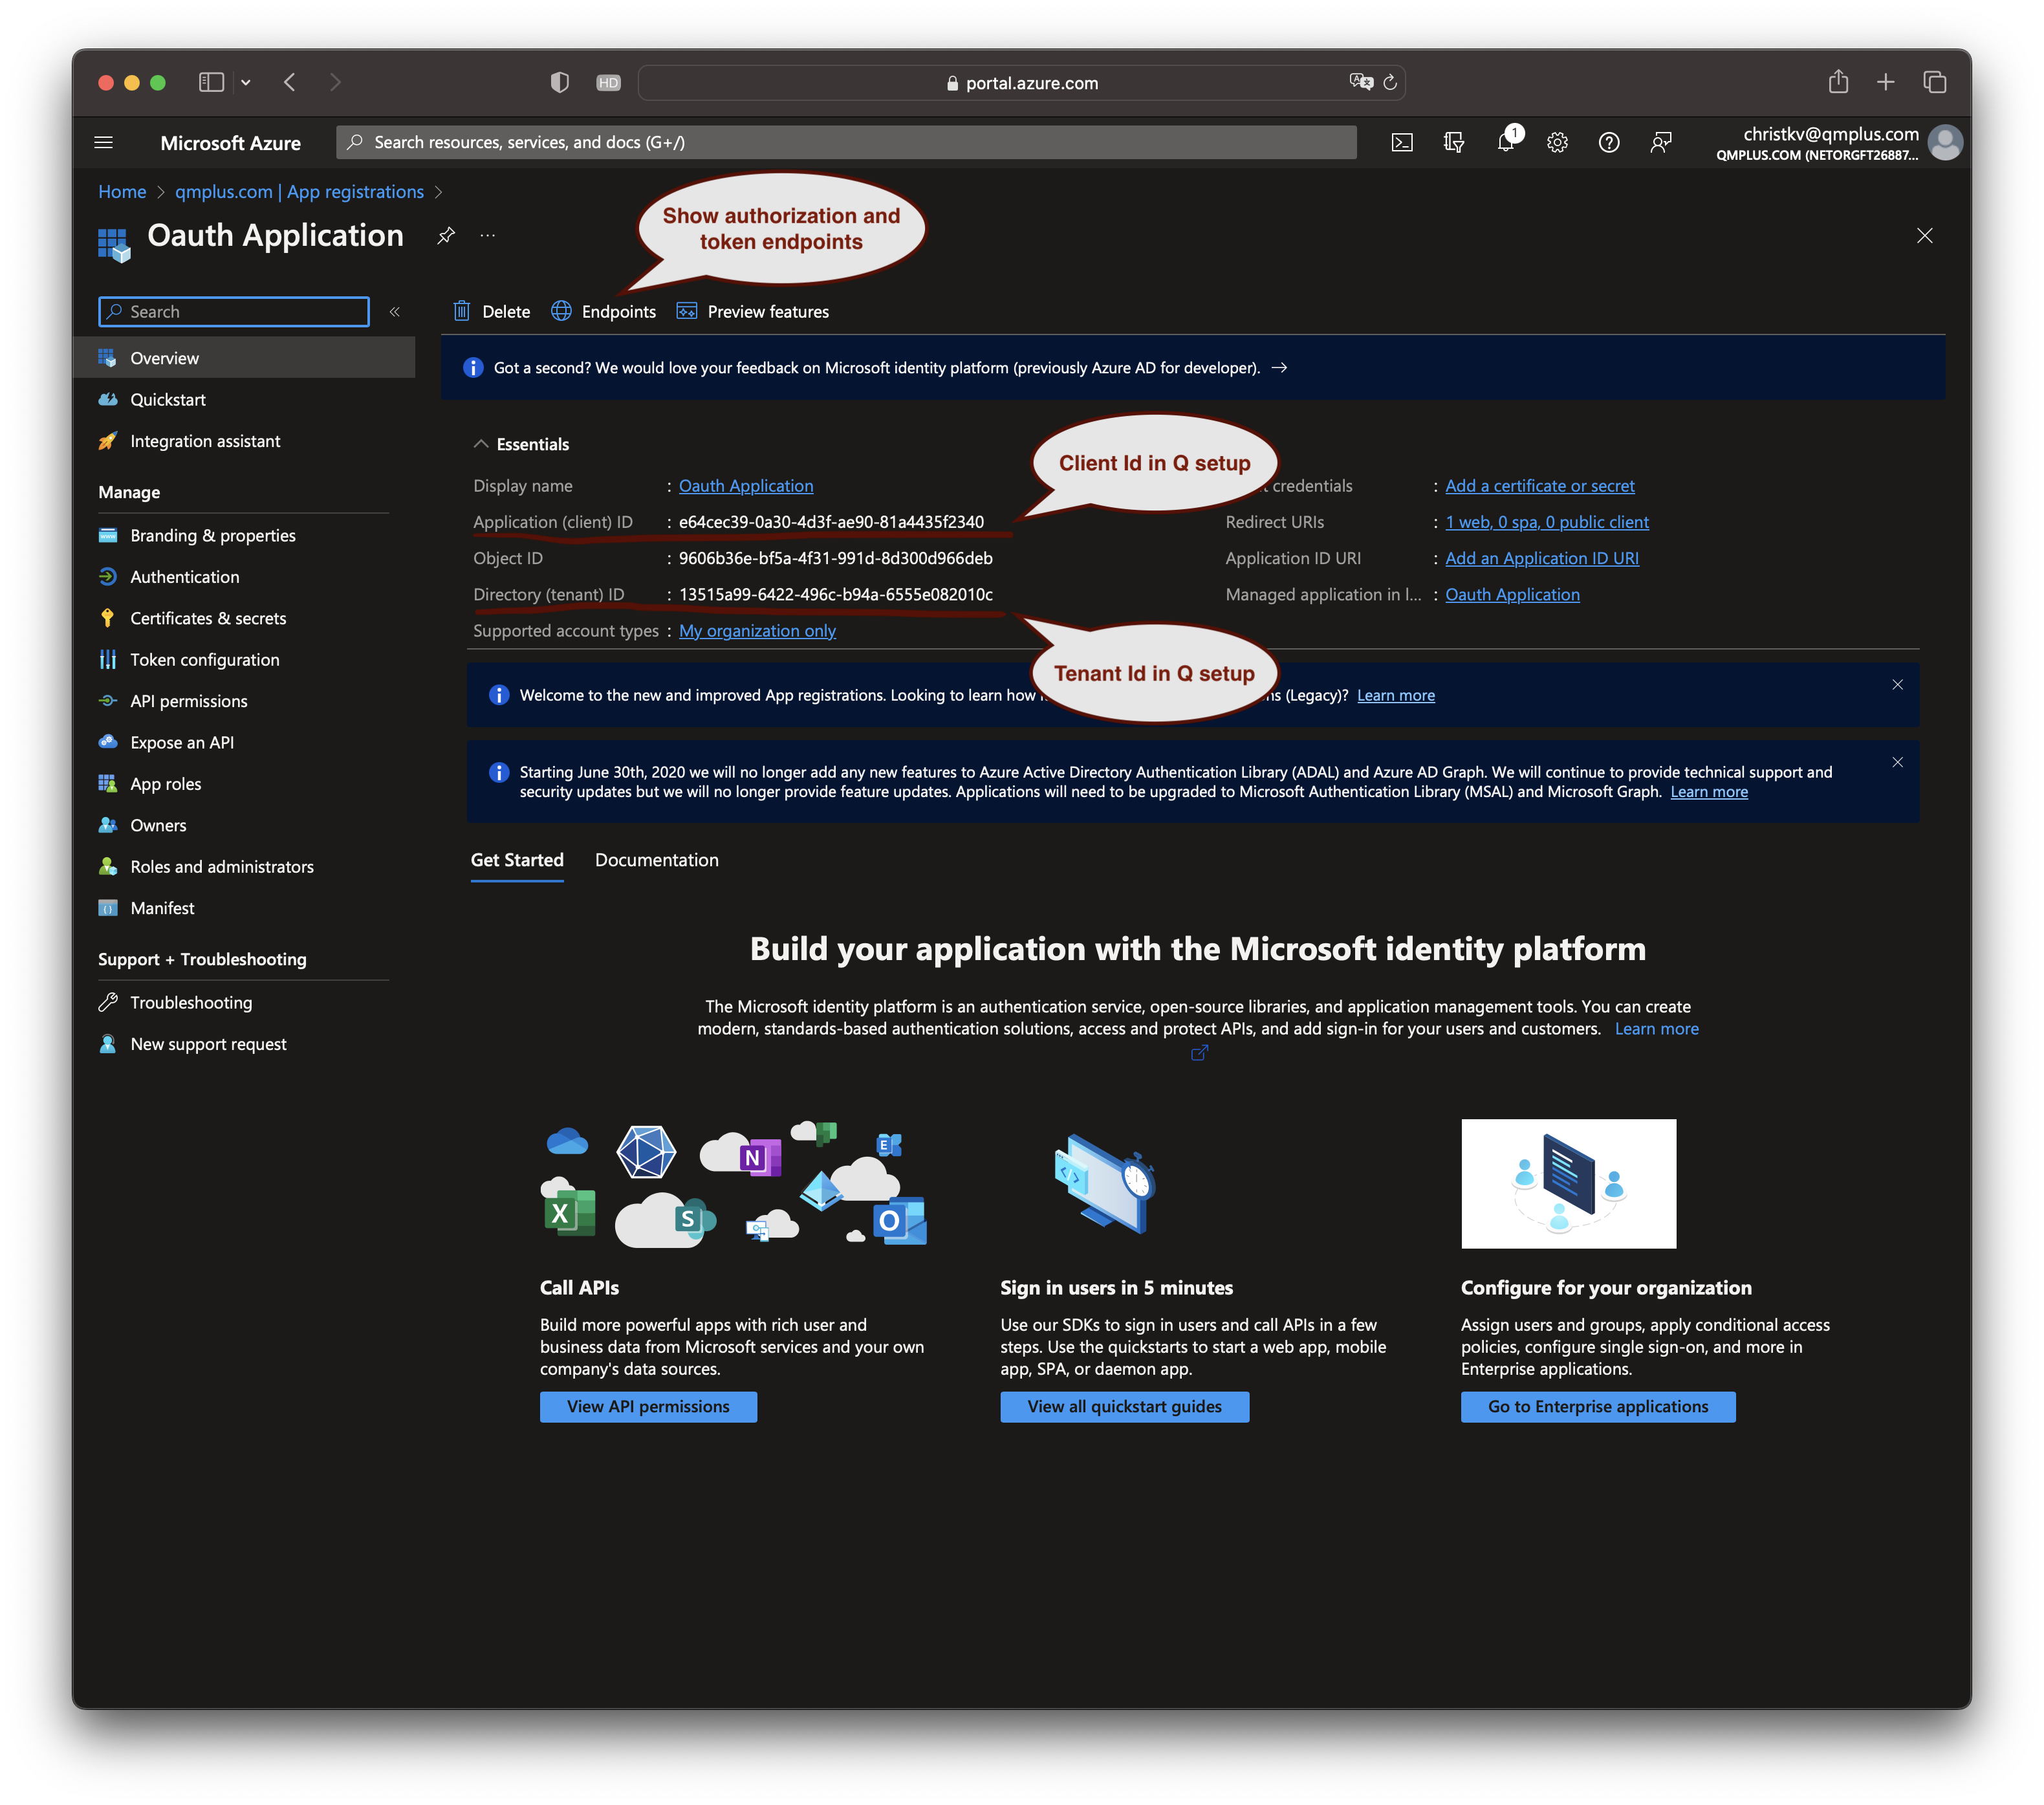 HD
portal.azure.com
Microsoft Azure
Search resources, services, and docs (G+/)
1
christkv@qmplus.com
QMPLUS.COM (NETORGFT26887...
Home > qmplus.com | App registrations >
Oauth Application
...
Show authorization and
token endpoints
Search
«
Delete
Endpoints
Preview features
Overview
Quickstart
Integration assistant
Manage
Branding & properties
Authentication
Certificates & secrets
Token configuration
API permissions
Expose an API
App roles
Owners
Roles and administrators
Manifest
Support + Troubleshooting
Troubleshooting
New support request
Got a second? We would love your feedback on Microsoft identity platform (previously Azure AD for developer). →
Essentials
Display name : Oauth Application
Application (client) ID : e64cec39-0a30-4d3f-ae90-81a4435f2340
Object ID : 9606b36e-bf5a-4f31-991d-8d300d966deb
Directory (tenant) ID : 13515a99-6422-496c-b94a-6555e082010c
Supported account types : My organization only
Client Id in Q setup
credentials : Add a certificate or secret
Redirect URIs : 1 web, 0 spa, 0 public client
Application ID URI : Add an Application ID URI
Managed application in l... : Oauth Application
Tenant Id in Q setup
Welcome to the new and improved App registrations. Looking to learn how (Legacy)? Learn more
Starting June 30th, 2020 we will no longer add any new features to Azure Active Directory Authentication Library (ADAL) and Azure AD Graph. We will continue to provide technical support and
security updates but we will no longer provide feature updates. Applications will need to be upgraded to Microsoft Authentication Library (MSAL) and Microsoft Graph. Learn more
Get Started
Documentation
Build your application with the Microsoft identity platform
The Microsoft identity platform is an authentication service, open-source libraries, and application management tools. You can create
modern, standards-based authentication solutions, access and protect APIs, and add sign-in for your users and customers. Learn more
N
E
X
S
O
Call APIs
Build more powerful apps with rich user and
business data from Microsoft services and your own
company's data sources.
View API permissions
Sign in users in 5 minutes
Use our SDKs to sign in users and call APIs in a few
steps. Use the quickstarts to start a web app, mobile
app, SPA, or daemon app.
View all quickstart guides
Configure for your organization
Assign users and groups, apply conditional access
policies, configure single sign-on, and more in
Enterprise applications.
Go to Enterprise applications